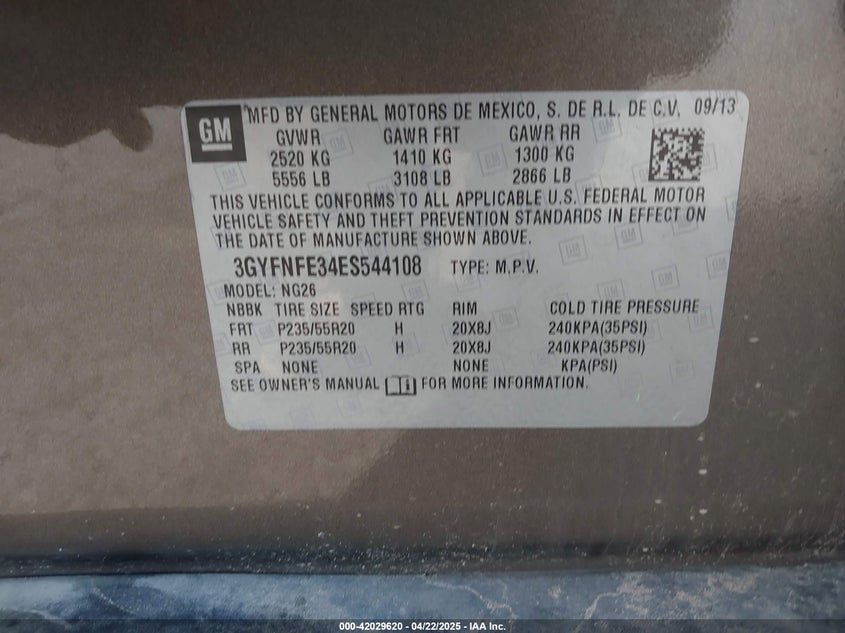 GM MFD BY GENERAL MOTORS DE MEXICO, S. DE R.L. DE C.V. 09/13
GVWR GAWR FRT GAWR RR
2520 KG 1410 KG 1300 KG
5556 LB 3108 LB 2866 LB
THIS VEHICLE CONFORMS TO ALL APPLICABLE U.S. FEDERAL MOTOR
VEHICLE SAFETY AND THEFT PREVENTION STANDARDS IN EFFECT ON
THE DATE OF MANUFACTURE SHOWN ABOVE.
3GYFNFE34ES544108 TYPE: M.P.V.
MODEL: NG26
NBBK TIRE SIZE SPEED RTG RIM COLD TIRE PRESSURE
FRT P235/55R20 H 20X8J 240KPA(35PSI)
RR P235/55R20 H 20X8J 240KPA(35PSI)
SPA NONE NONE KPA(PSI)
SEE OWNER'S MANUAL FOR MORE INFORMATION.
000-42029620 - 04/22/2025 - IAA Inc.